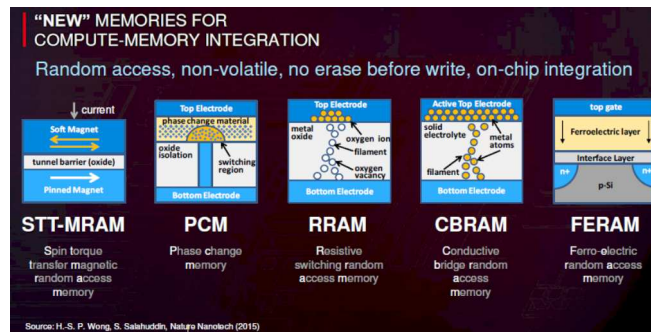 "NEW" MEMORIES FOR
COMPUTE-MEMORY INTEGRATION
Random access, non-volatile, no erase before write, on-chip integration
current
Soft Magnet
tunnel barrier (oxide)
Pinned Magnet
STT-MRAM
Spin torque
transfer magnetic
random access
memory
Top Electrode
phase change material
oxide
isolation
switching
region
Bottom Electrode
PCM
Phase change
memory
Top Electrode
metal
oxide
oxygen ion
filament
oxygen
vacancy
Bottom Electrode
RRAM
Resistive
switching random
access memory
Active Top Electrode
solid
electrolyte
metal
atoms
filament
Bottom Electrode
CBRAM
Conductive
bridge random
access
memory
top gate
Ferroelectric layer
Interface Layer
n+
n+
p-Si
FERAM
Ferro-electric
random access
memory
Source: H.-S. P. Wong, S. Salahuddin, Nature Nanotech (2015)